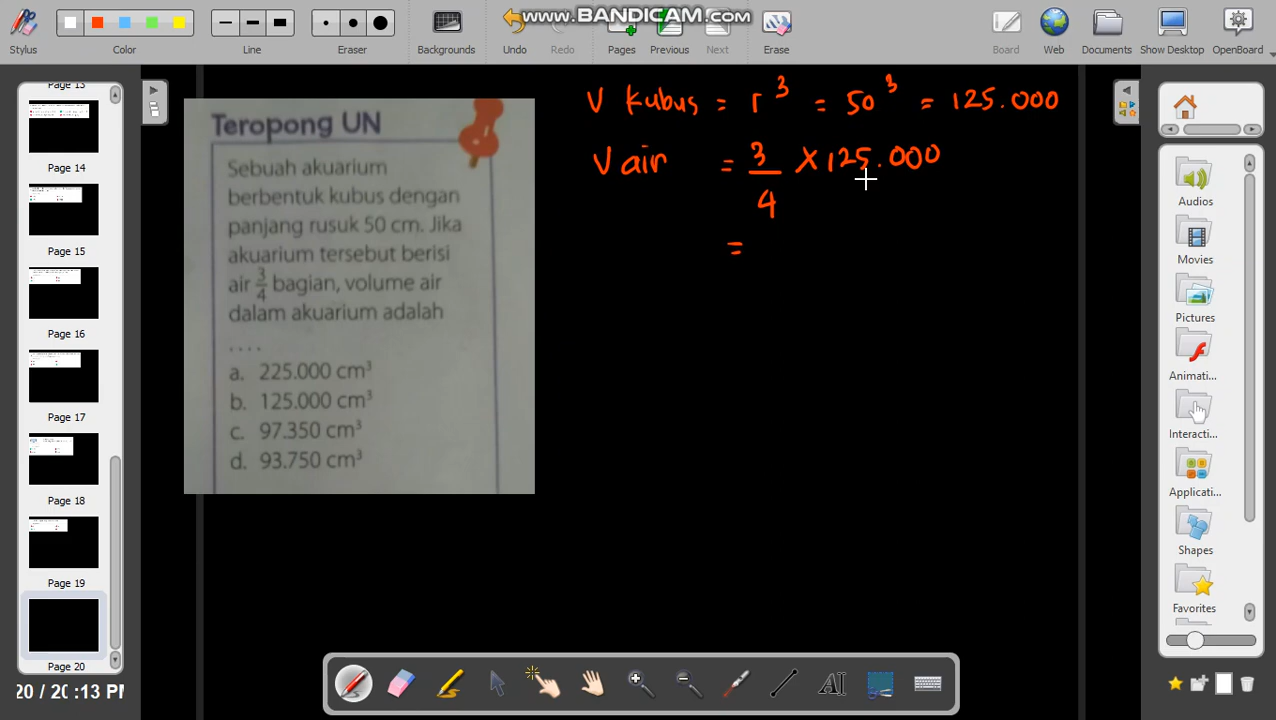 www.BANDICAM.com
Stylus
Color
Line
Eraser
Backgrounds
Undo
Redo
Pages
Previous
Next
Erase
Board
Web
Documents
Show Desktop
OpenBoard
Page 13
Page 14
Page 15
Page 16
Page 17
Page 18
Page 19
Page 20
20 / 20:13 PM
Teropong UN
Sebuah akuarium
berbentuk kubus dengan
panjang rusuk 50 cm. Jika
akuarium tersebut berisi
air 3/4 bagian, volume air
dalam akuarium adalah
. . . .
a. 225.000 cm³
b. 125.000 cm³
c. 97.350 cm³
d. 93.750 cm³
V kubus = r³ = 50³ = 125.000
V air = 3/4 × 125.000
=
Audios
Movies
Pictures
Animati...
Interacti...
Applicati...
Shapes
Favorites
AI